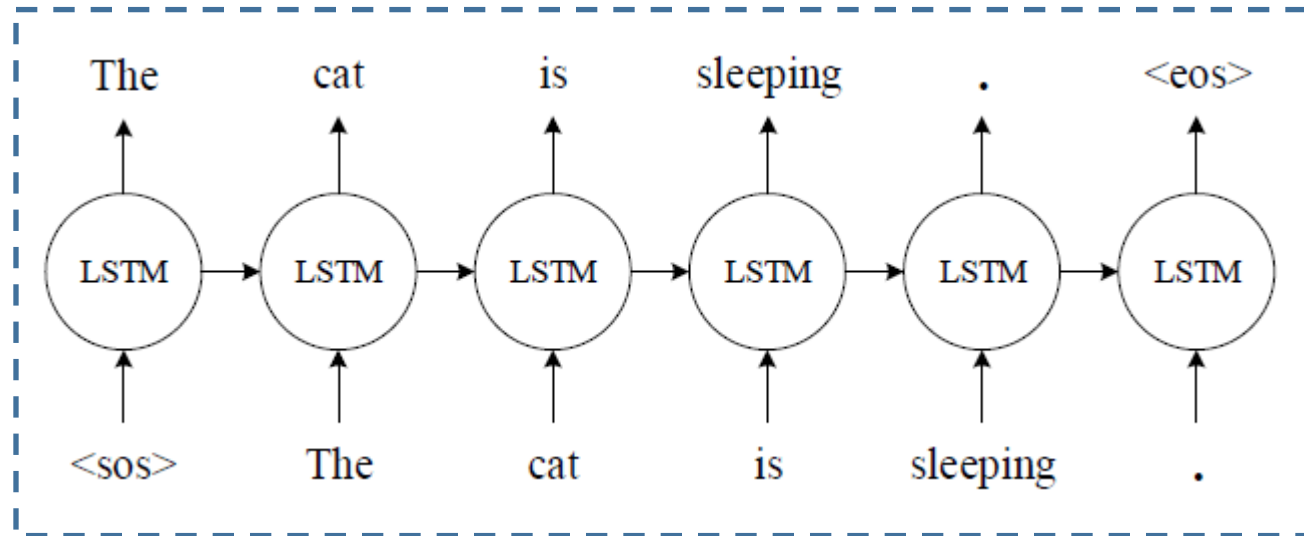 The cat is sleeping . <eos>
LSTM LSTM LSTM LSTM LSTM LSTM
<sos> The cat is sleeping .